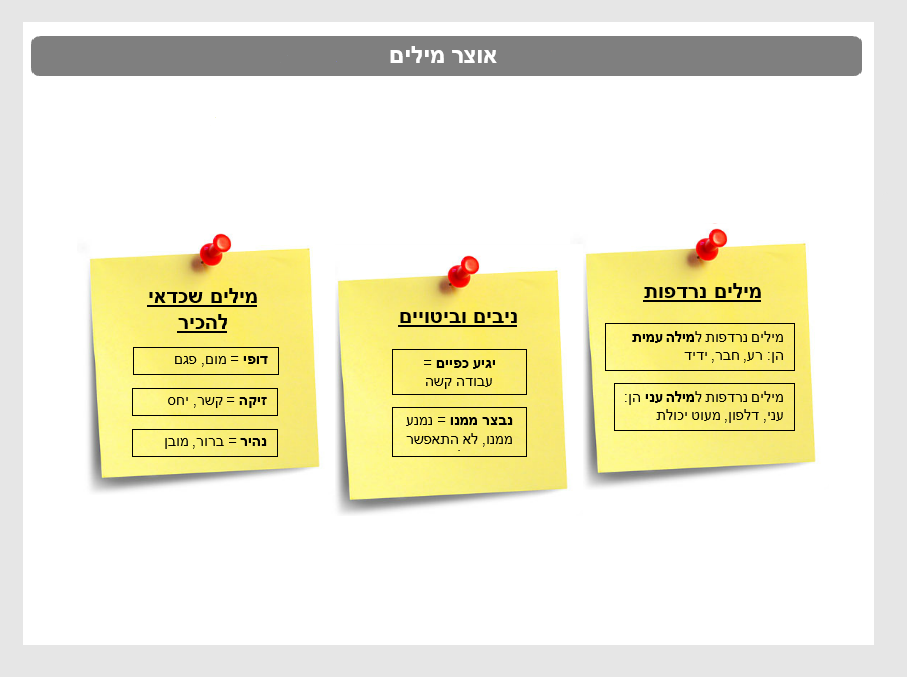 אוצר מילים
מילים נרדפות
מילים נרדפות למילה עמית
הן: רע, חבר, ידיד
מילים נרדפות למילה עני הן:
עני, דלפון, מעוט יכולת
ניבים וביטויים
יגיע כפיים =
עבודה קשה
נבצר ממנו = נמנע
ממנו, לא התאפשר
מילים שכדאי
להכיר
דופי = מום, פגם
זיקה = קשר, יחס
נהיר = ברור, מובן